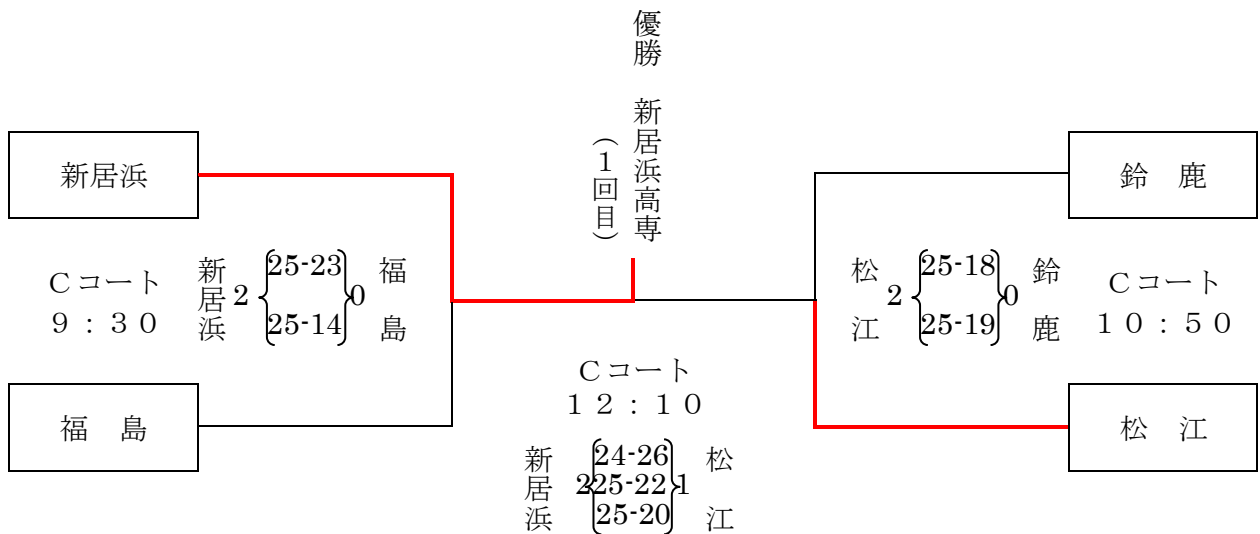 優勝　新居浜高専
（１回目）
新居浜
鈴　鹿
Ｃコート
９：３０
新居浜
2
25-23
25-14
0
福島
松江
2
25-18
25-19
0
鈴鹿
Ｃコート
１０：５０
福　島
松　江
Ｃコート
１２：１０
新居浜
2
24-26
25-22
25-20
1
松江